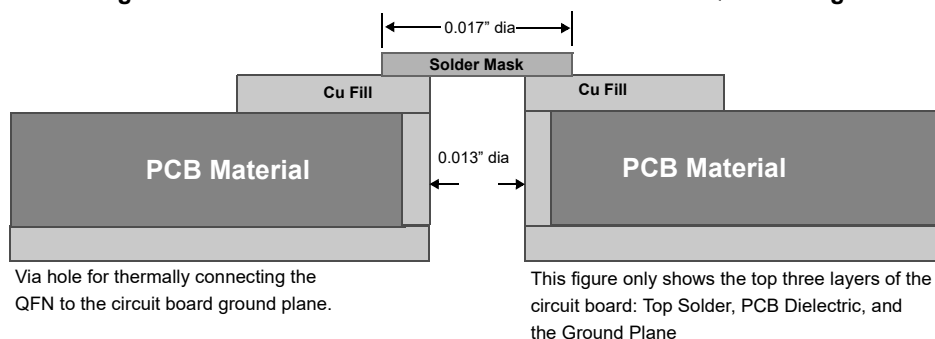 0.017" dia
Solder Mask
Cu Fill
Cu Fill
PCB Material
0.013" dia
PCB Material
Via hole for thermally connecting the
QFN to the circuit board ground plane.
This figure only shows the top three layers of the
circuit board: Top Solder, PCB Dielectric, and
the Ground Plane